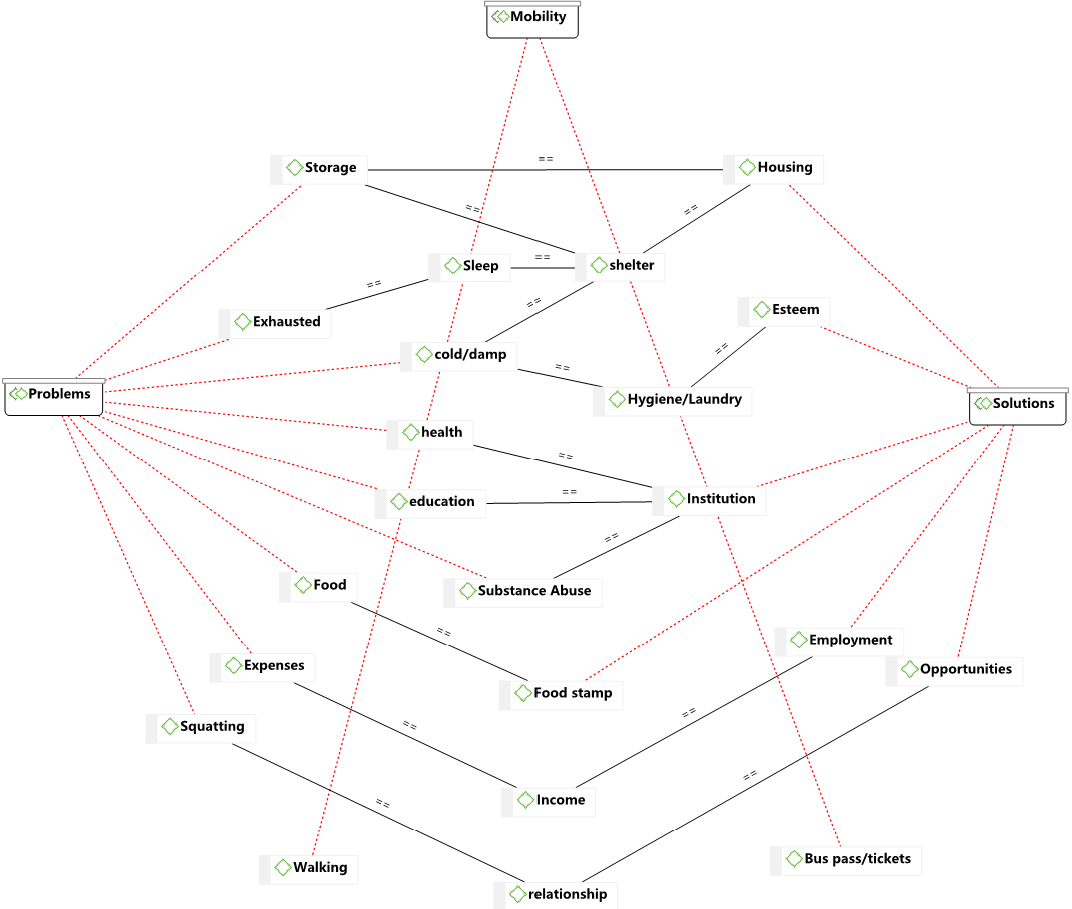 Mobility
==
Storage
Housing
==
==
==
Sleep
shelter
==
==
Exhausted
Esteem
==
cold/damp
==
Problems
Hygiene/Laundry
Solutions
health
==
==
education
Institution
==
Food
Substance Abuse
==
Employment
Expenses
Opportunities
Food stamp
==
==
Squatting
==
==
Income
Walking
Bus pass/tickets
relationship